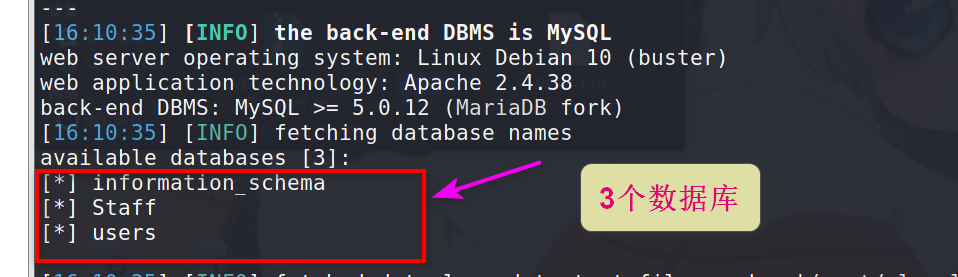 ---
[16:10:35] [INFO] the back-end DBMS is MySQL
web server operating system: Linux Debian 10 (buster)
web application technology: Apache 2.4.38
back-end DBMS: MySQL >= 5.0.12 (MariaDB fork)
[16:10:35] [INFO] fetching database names
available databases [3]:
[*] information_schema
[*] Staff
[*] users
3个数据库